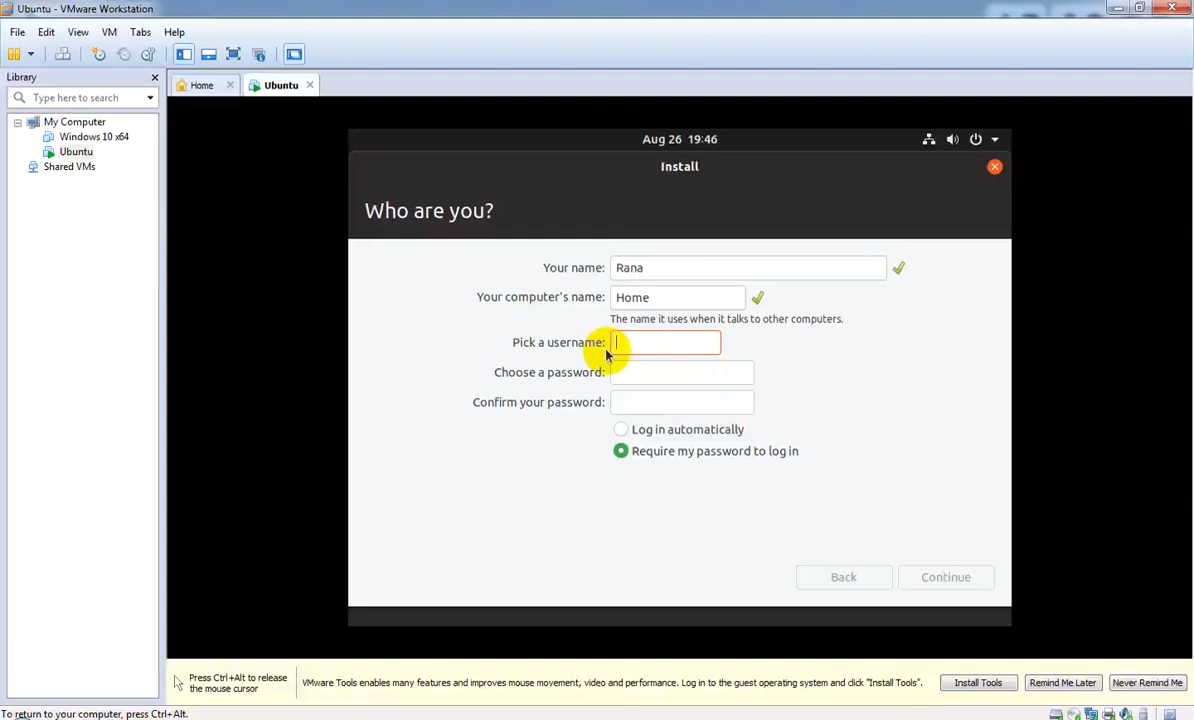 Ubuntu - VMware Workstation
File Edit View VM Tabs Help
Library
Type here to search
My Computer
Windows 10 x64
Ubuntu
Shared VMs
Home
Ubuntu
Aug 26 19:46
Install
Who are you?
Your name: Rana
Your computer's name: Home
The name it uses when it talks to other computers.
Pick a username:
Choose a password:
Confirm your password:
Log in automatically
Require my password to log in
Back Continue
Press Ctrl+Alt to release
the mouse cursor
VMware Tools enables many features and improves mouse movement, video and performance. Log in to the guest operating system and click "Install Tools".
Install Tools Remind Me Later Never Remind Me
To return to your computer, press Ctrl+Alt.